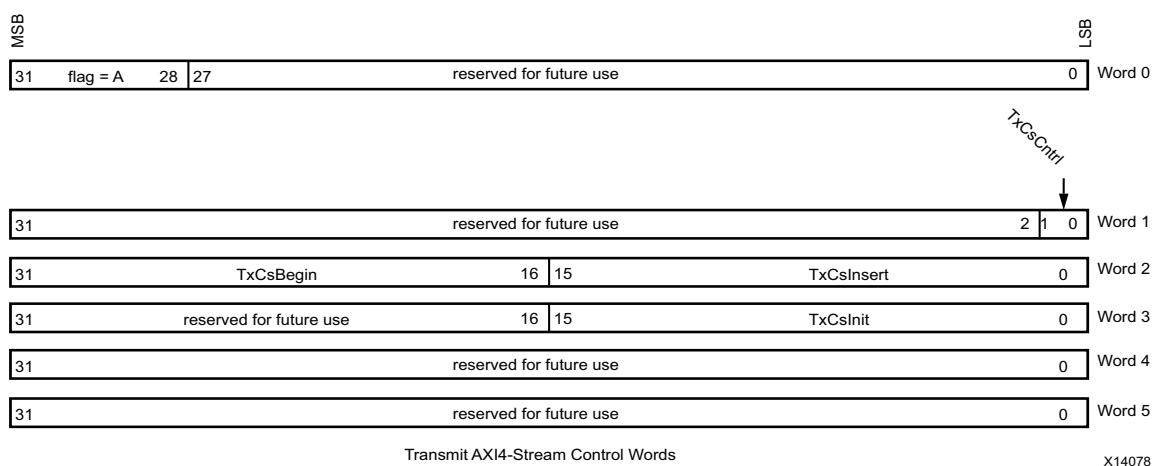 MSB
LSB
31 flag = A 28 27 reserved for future use 0 Word 0
TxCsCntrl
31 reserved for future use 2 1 0 Word 1
31 TxCsBegin 16 15 TxCsInsert 0 Word 2
31 reserved for future use 16 15 TxCsInit 0 Word 3
31 reserved for future use 0 Word 4
31 reserved for future use 0 Word 5
Transmit AXI4-Stream Control Words
X14078